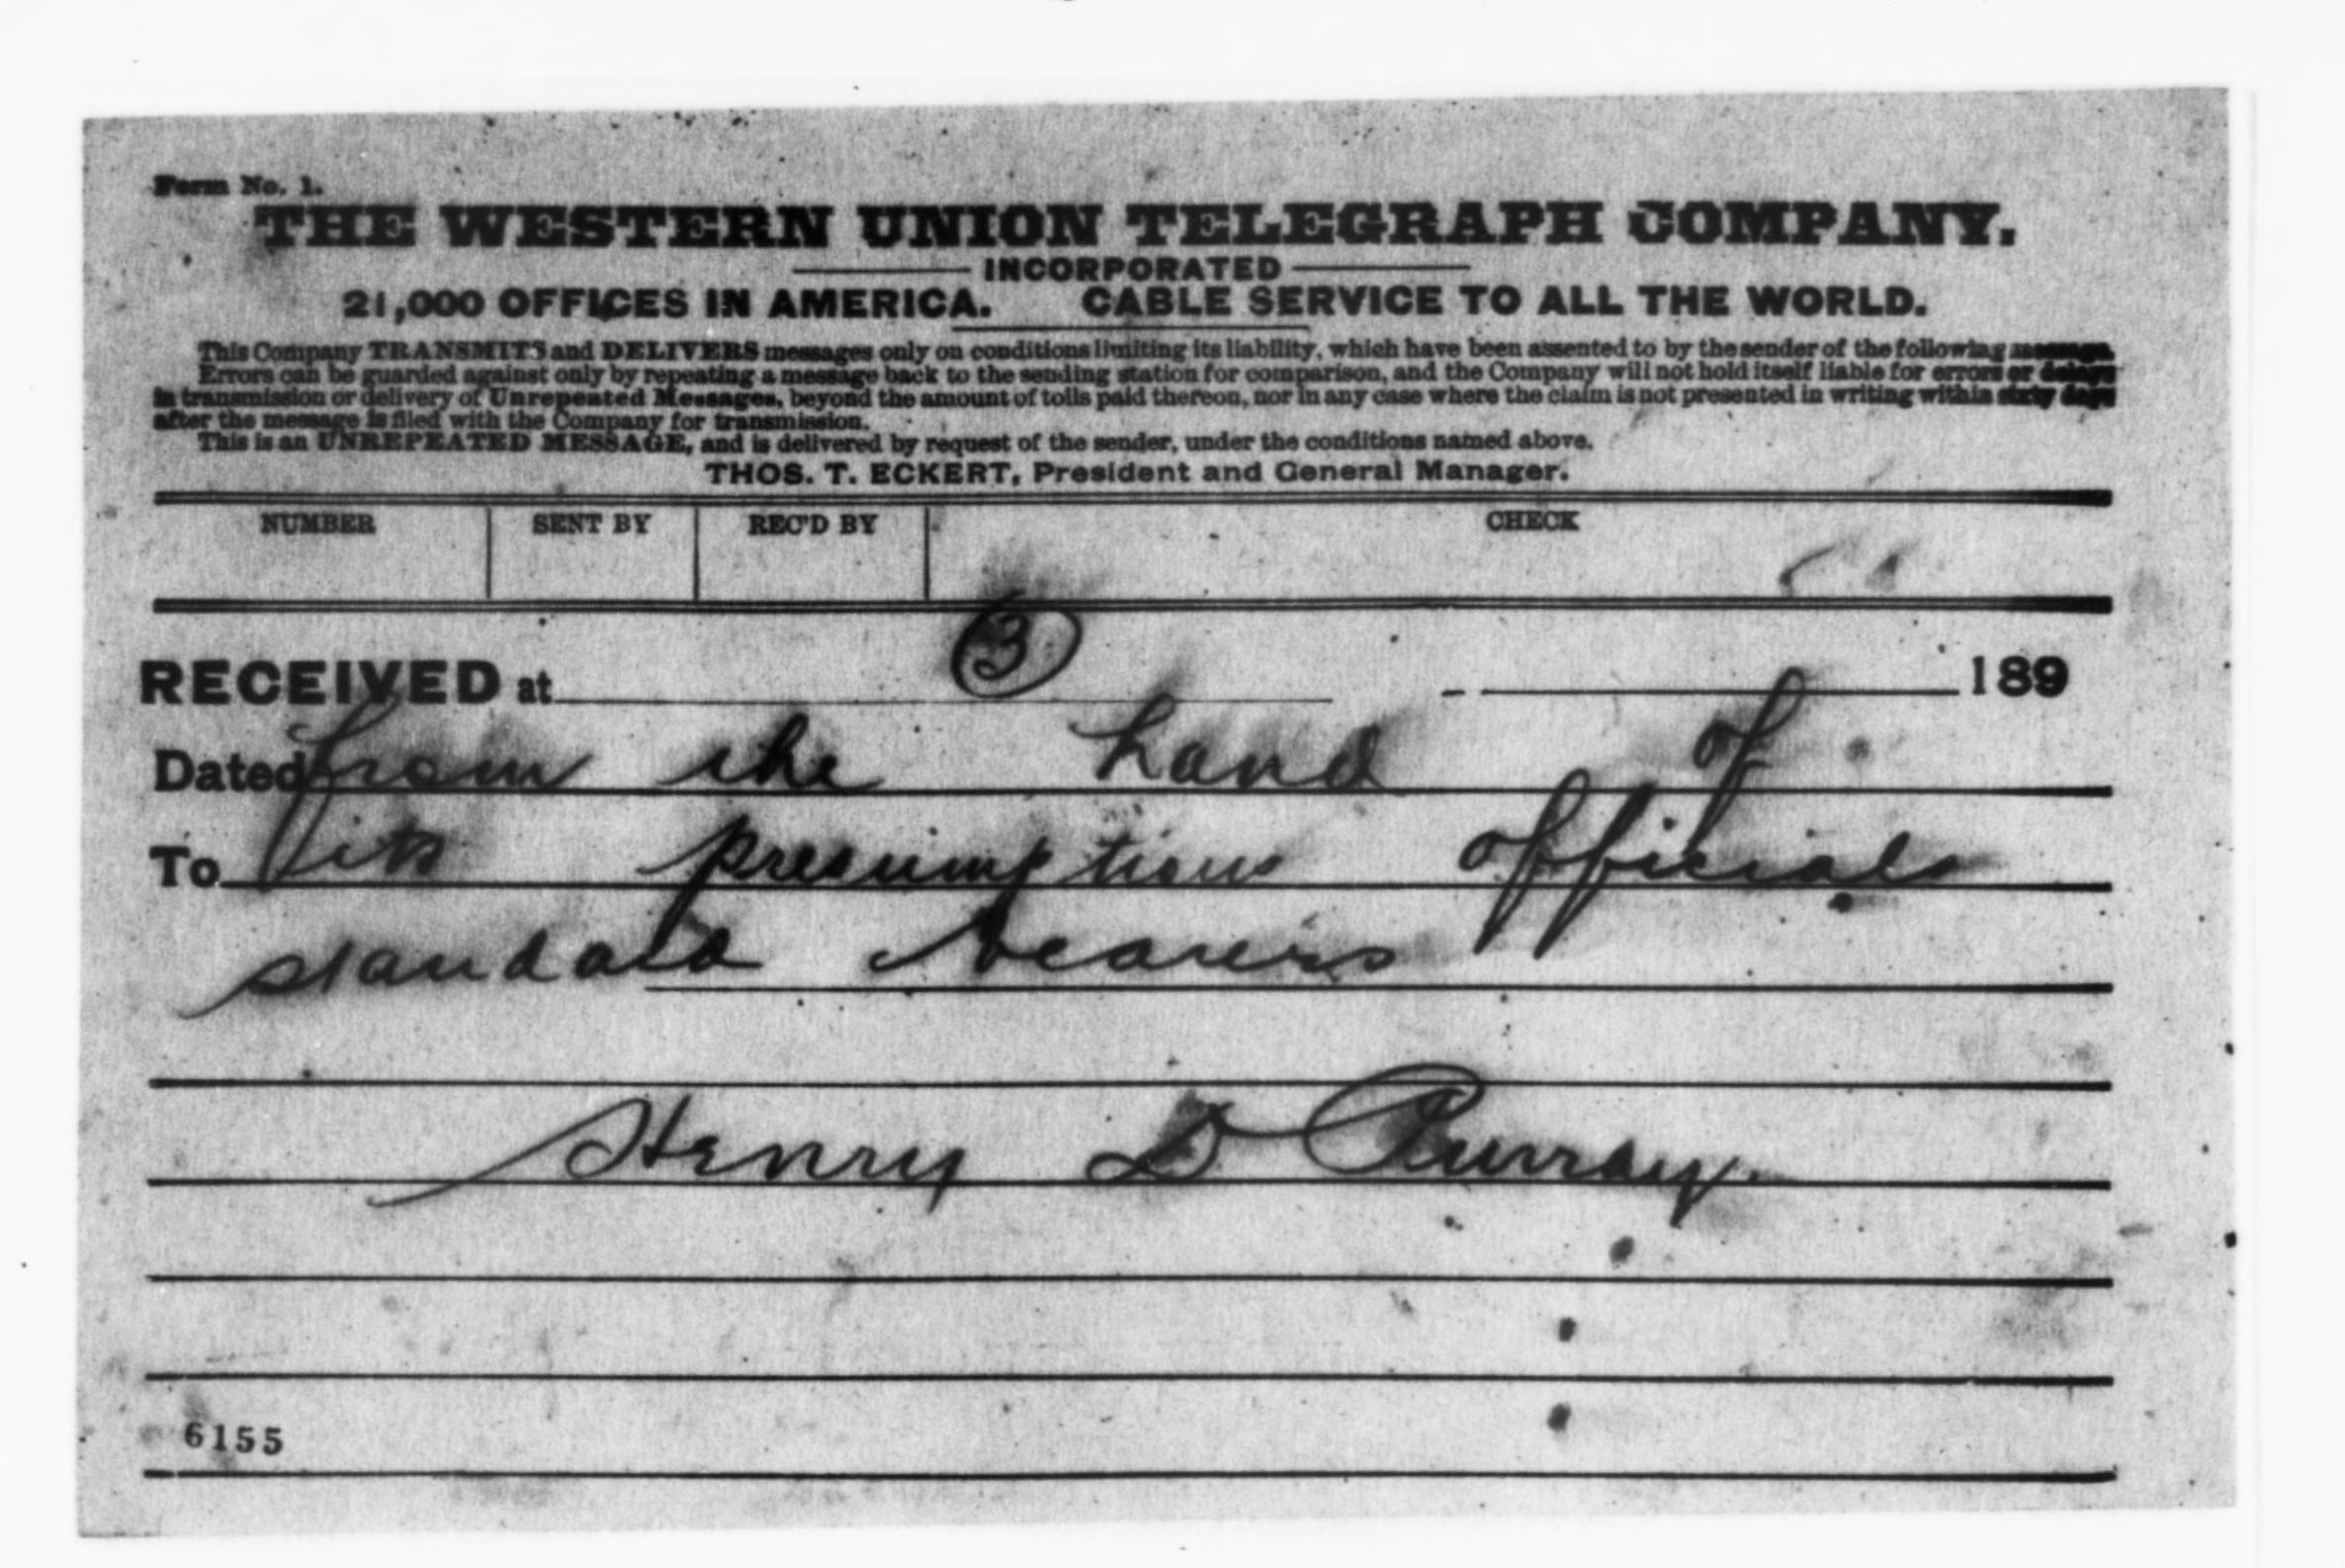 Form No. 1.
THE WESTERN UNION TELEGRAPH COMPANY.
INCORPORATED
21,000 OFFICES IN AMERICA. CABLE SERVICE TO ALL THE WORLD.
This Company TRANSMITS and DELIVERS messages only on conditions limiting its liability, which have been assented to by the sender of the following message.
Errors can be guarded against only by repeating a message back to the sending station for comparison, and the Company will not hold itself liable for errors or delays
in transmission or delivery of Unrepeated Messages, beyond the amount of tolls paid thereon, nor in any case where the claim is not presented in writing within sixty days
after the message is filed with the Company for transmission.
This is an UNREPEATED MESSAGE, and is delivered by request of the sender, under the conditions named above.
THOS. T. ECKERT, President and General Manager.
NUMBER SENT BY REC'D BY CHECK
3
RECEIVED at 189
Dated from the hand of
To its presumptious officials
standard bearers
Henry D Purray.
6155